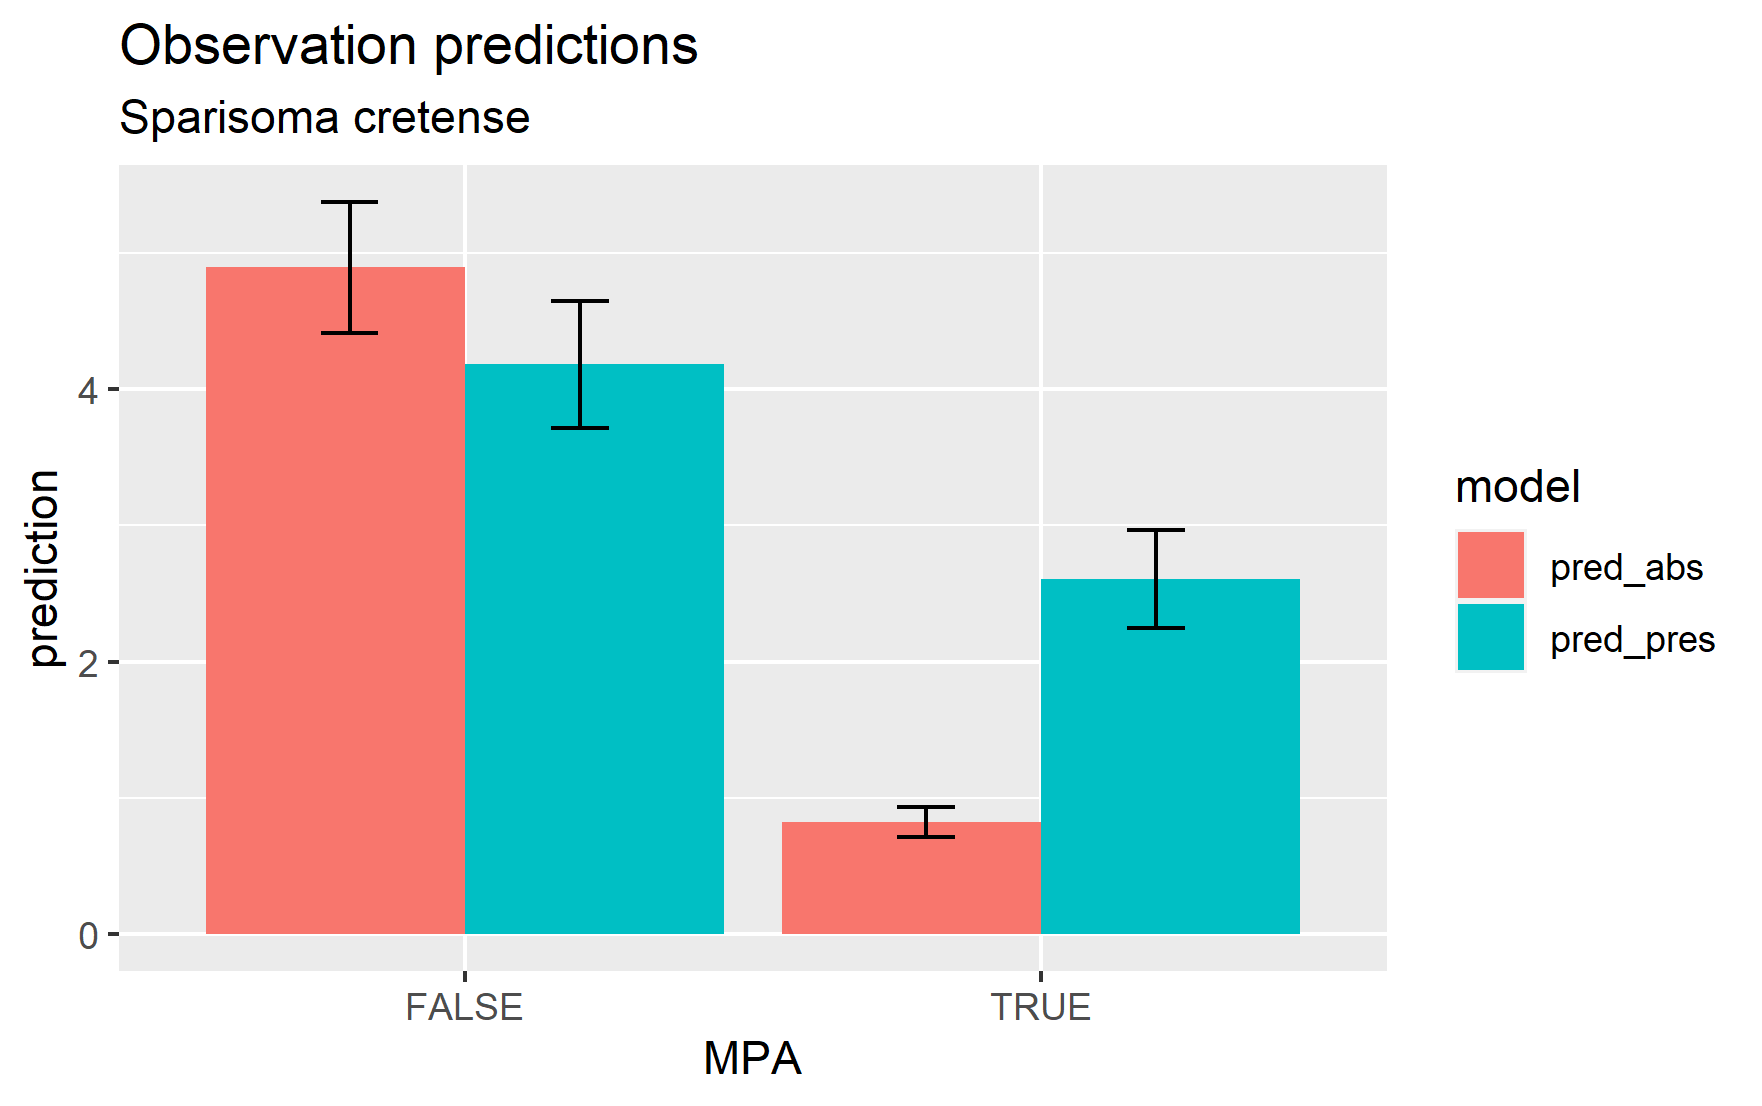 Observation predictions
Sparisoma cretense
prediction
4
2
0
FALSE
TRUE
MPA
model
pred_abs
pred_pres